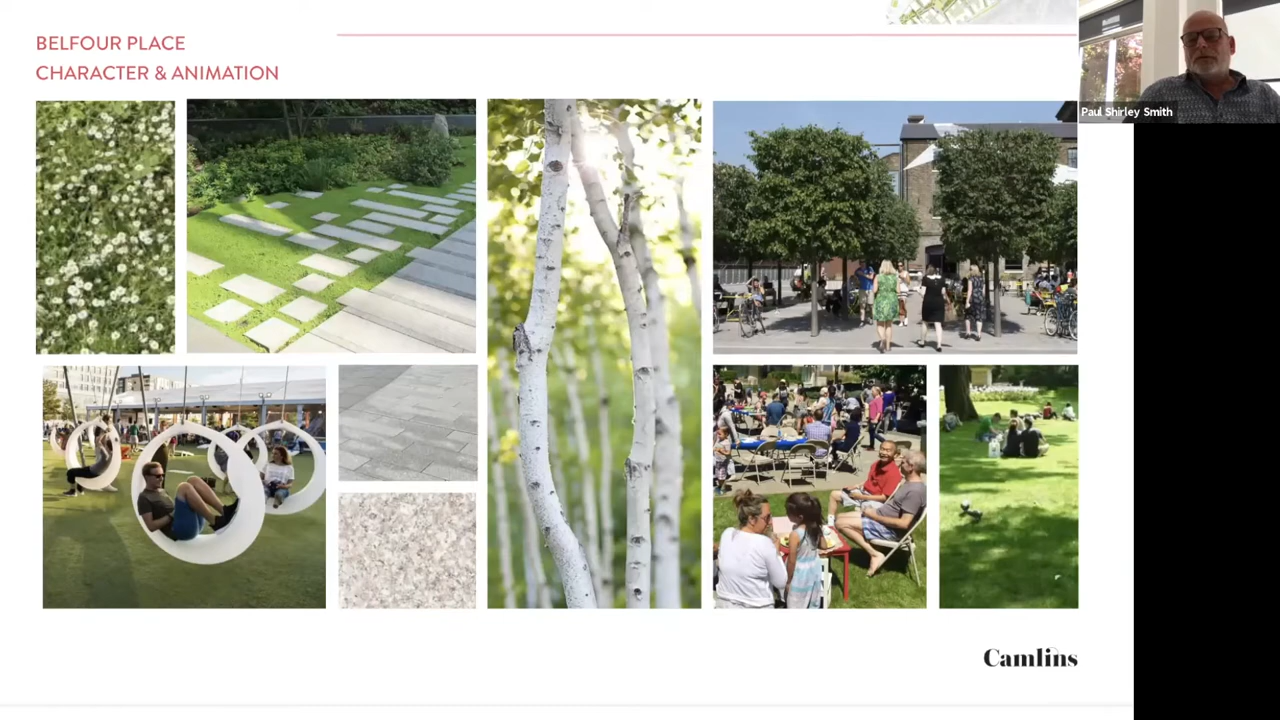 BELFOUR PLACE
CHARACTER & ANIMATION
Paul Shirley Smith
Camlins